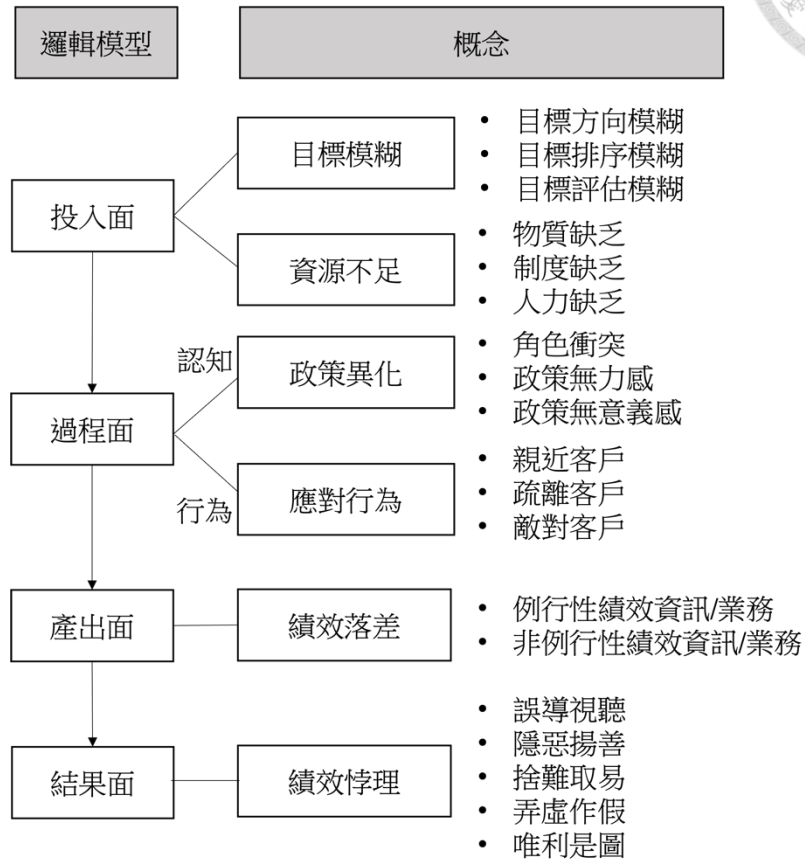 邏輯模型
概念
投入面
目標模糊
• 目標方向模糊
• 目標排序模糊
• 目標評估模糊
資源不足
• 物質缺乏
• 制度缺乏
• 人力缺乏
過程面
認知
政策異化
• 角色衝突
• 政策無力感
• 政策無意義感
行為
應對行為
• 親近客戶
• 疏離客戶
• 敵對客戶
產出面
績效落差
• 例行性績效資訊/業務
• 非例行性績效資訊/業務
結果面
績效悖理
• 誤導視聽
• 隱惡揚善
• 捨難取易
• 弄虛作假
• 唯利是圖